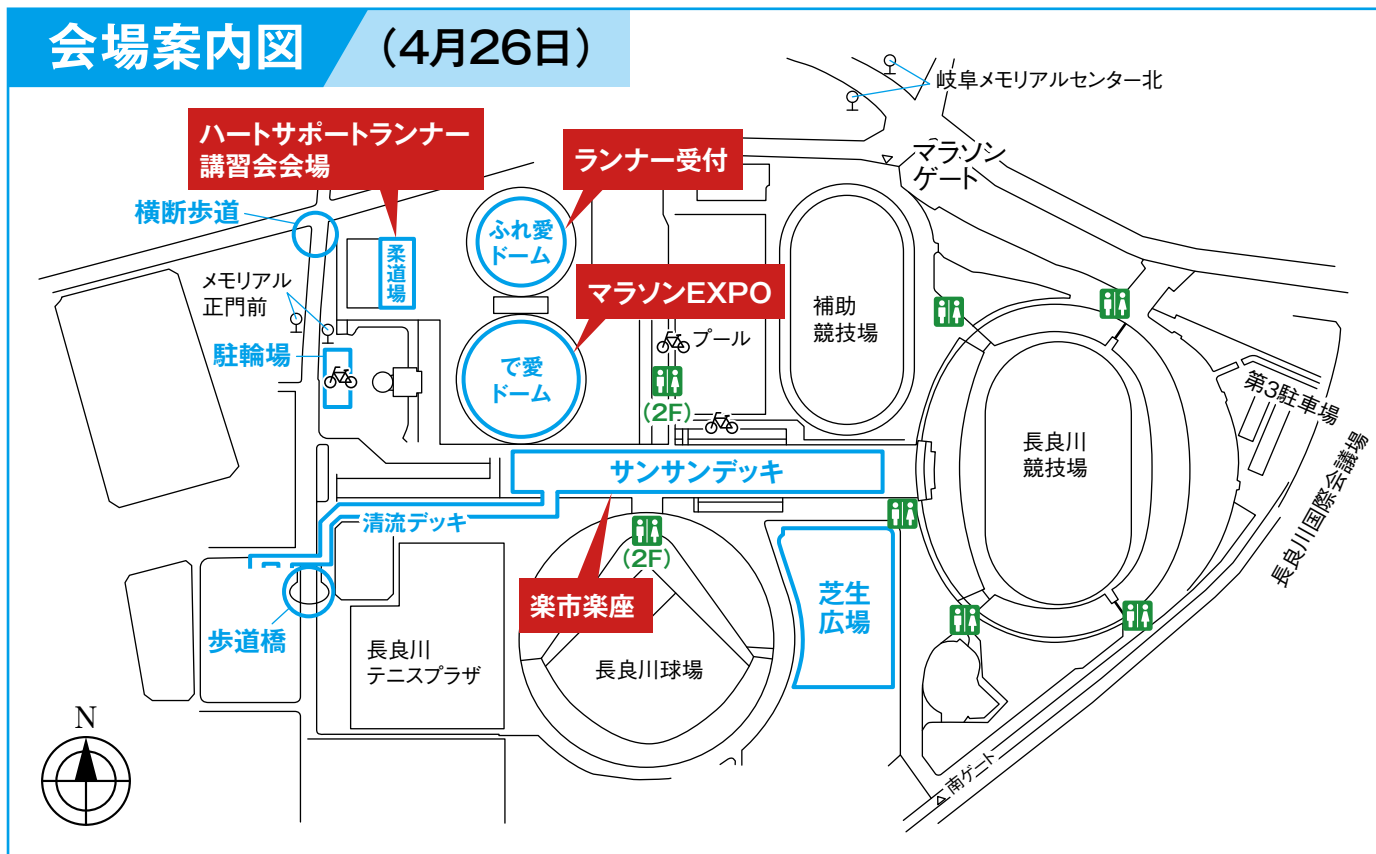 会場案内図
（4月26日）
岐阜メモリアルセンター北
マラソン
ゲート
ハートサポートランナー
講習会会場
ランナー受付
横断歩道
柔道場
ふれ愛
ドーム
メモリアル
正門前
マラソンEXPO
補助
競技場
プール
駐輪場
で愛
ドーム
(2F)
第3駐車場
長良川
競技場
長良川国際会議場
サンサンデッキ
清流デッキ
(2F)
楽市楽座
芝生
広場
歩道橋
長良川
テニスプラザ
長良川球場
N
南ゲート